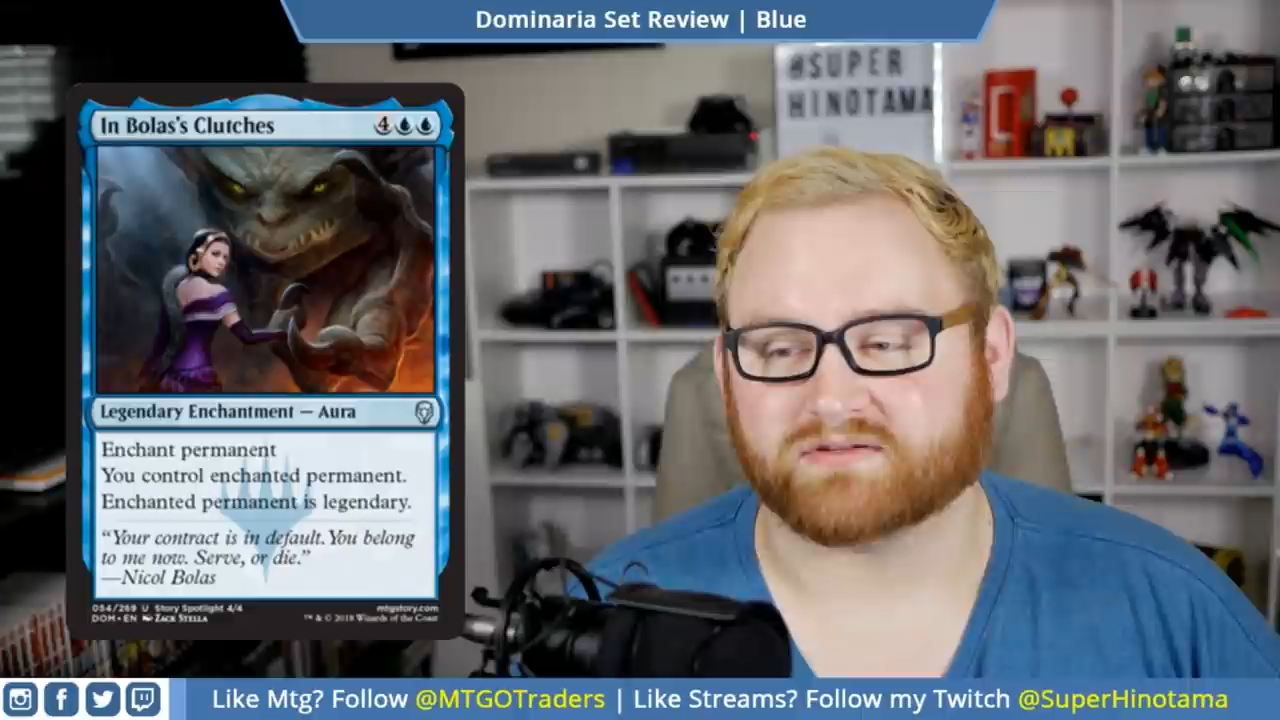 Dominaria Set Review | Blue
@SUPER
HINOTAMA
In Bolas's Clutches 4
Legendary Enchantment — Aura
Enchant permanent
You control enchanted permanent.
Enchanted permanent is legendary.
“Your contract is in default. You belong
to me now. Serve, or die.”
—Nicol Bolas
054/269 U Story Spotlight 4/4
mtgstory.com
DOM • EN Zack Stella
™ & © 2018 Wizards of the Coast
Like Mtg? Follow @MTGOTraders | Like Streams? Follow my Twitch @SuperHinotama